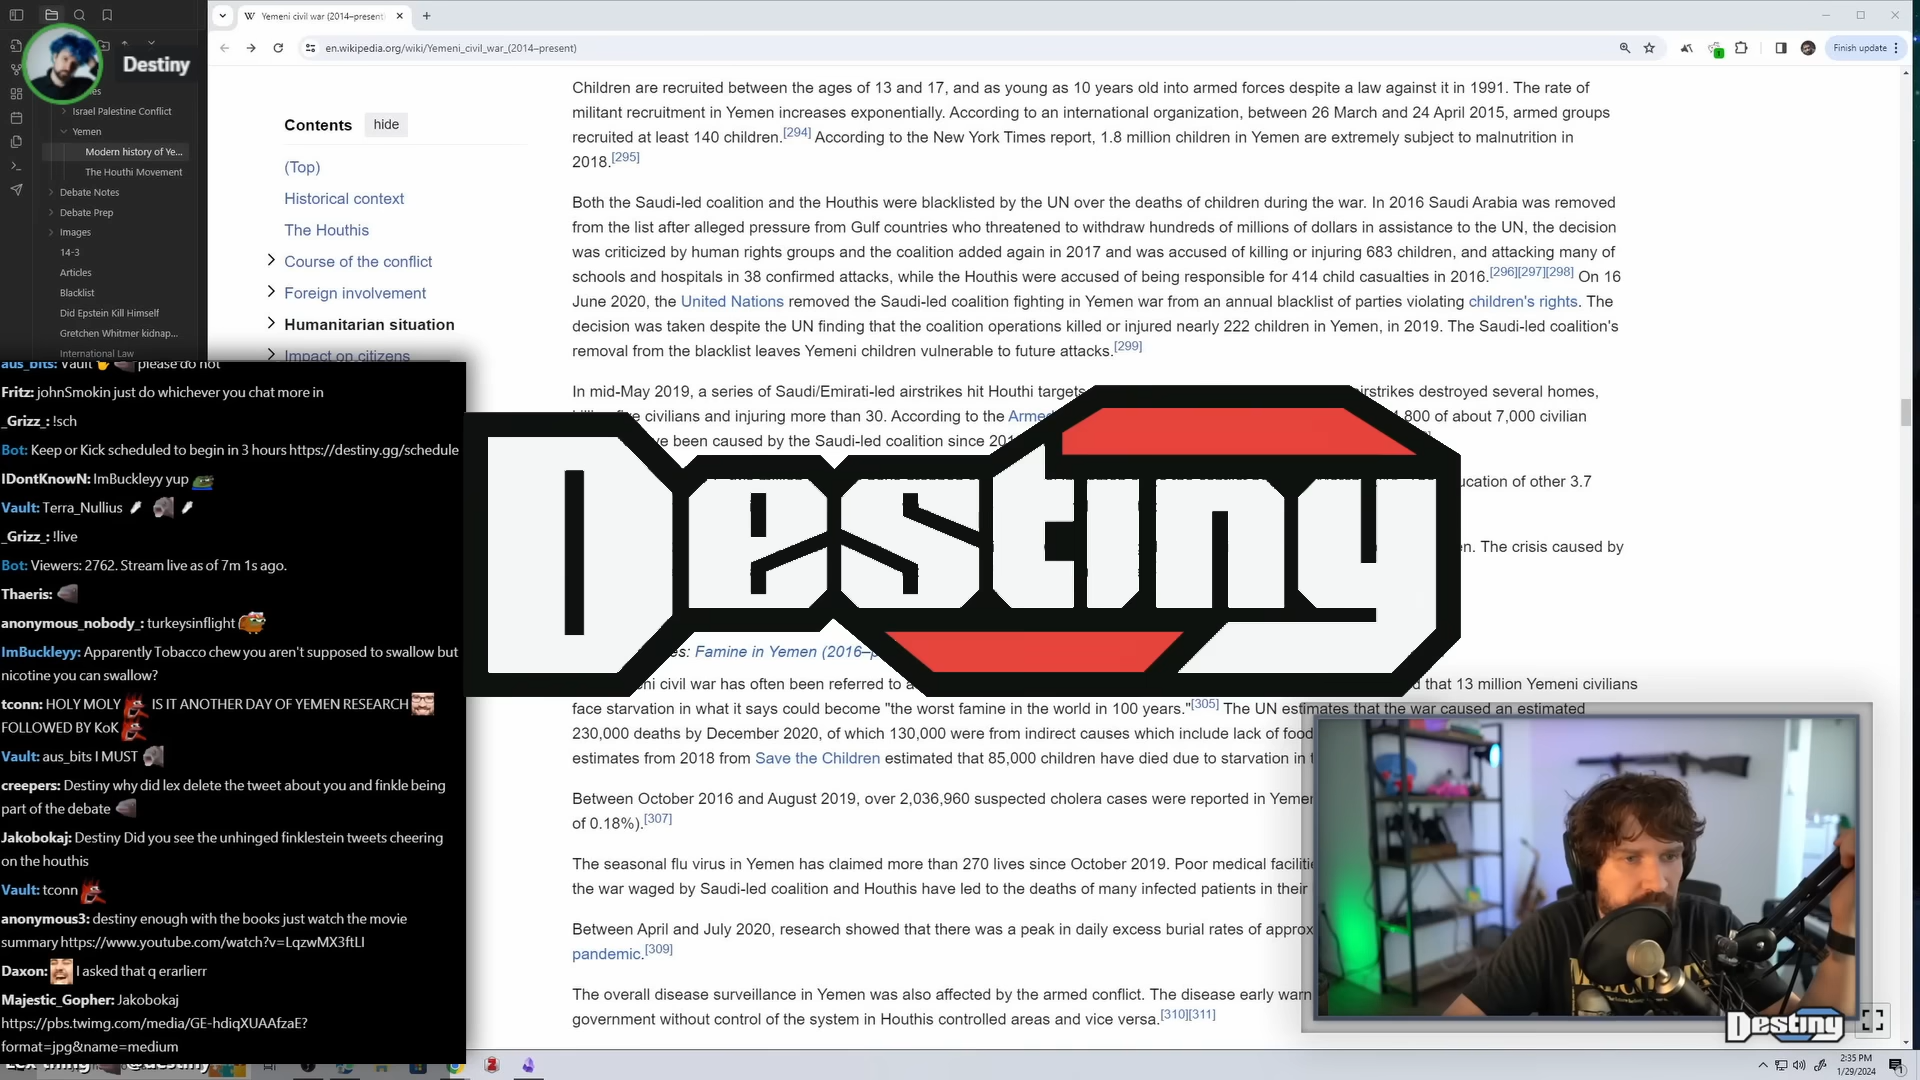 Yemeni civil war (2014–present
en.wikipedia.org/wiki/Yemeni_civil_war_(2014–present)
Finish update
Destiny
Israel Palestine Conflict
Yemen
Modern history of Ye...
The Houthi Movement
Debate Notes
Debate Prep
Images
14-3
Articles
Blacklist
Did Epstein Kill Himself
Gretchen Whitmer kidnap...
International Law
Contents hide
(Top)
Historical context
The Houthis
Course of the conflict
Foreign involvement
Humanitarian situation
Impact on citizens
Children are recruited between the ages of 13 and 17, and as young as 10 years old into armed forces despite a law against it in 1991. The rate of
militant recruitment in Yemen increases exponentially. According to an international organization, between 26 March and 24 April 2015, armed groups
recruited at least 140 children.[294] According to the New York Times report, 1.8 million children in Yemen are extremely subject to malnutrition in
2018.[295]
Both the Saudi-led coalition and the Houthis were blacklisted by the UN over the deaths of children during the war. In 2016 Saudi Arabia was removed
from the list after alleged pressure from Gulf countries who threatened to withdraw hundreds of millions of dollars in assistance to the UN, the decision
was criticized by human rights groups and the coalition added again in 2017 and was accused of killing or injuring 683 children, and attacking many of
schools and hospitals in 38 confirmed attacks, while the Houthis were accused of being responsible for 414 child casualties in 2016.[296][297][298] On 16
June 2020, the United Nations removed the Saudi-led coalition fighting in Yemen war from an annual blacklist of parties violating children's rights. The
decision was taken despite the UN finding that the coalition operations killed or injured nearly 222 children in Yemen, in 2019. The Saudi-led coalition's
removal from the blacklist leaves Yemeni children vulnerable to future attacks.[299]
In mid-May 2019, a series of Saudi/Emirati-led airstrikes hit Houthi targets airstrikes destroyed several homes,
civilians and injuring more than 30. According to the Armed 800 of about 7,000 civilian
been caused by the Saudi-led coalition since 201
ucation of other 3.7
en. The crisis caused by
Famine in Yemen (2016–p
civil war has often been referred to a that 13 million Yemeni civilians
face starvation in what it says could become "the worst famine in the world in 100 years."[305] The UN estimates that the war caused an estimated
230,000 deaths by December 2020, of which 130,000 were from indirect causes which include lack of food
estimates from 2018 from Save the Children estimated that 85,000 children have died due to starvation in t
Between October 2016 and August 2019, over 2,036,960 suspected cholera cases were reported in Yemen
of 0.18%).[307]
The seasonal flu virus in Yemen has claimed more than 270 lives since October 2019. Poor medical facilitie
the war waged by Saudi-led coalition and Houthis have led to the deaths of many infected patients in their
Between April and July 2020, research showed that there was a peak in daily excess burial rates of approx
pandemic.[309]
The overall disease surveillance in Yemen was also affected by the armed conflict. The disease early warn
government without control of the system in Houthis controlled areas and vice versa.[310][311]
Destiny
aus_bits: Vault please do not
Fritz: johnSmokin just do whichever you chat more in
_Grizz_: !sch
Bot: Keep or Kick scheduled to begin in 3 hours https://destiny.gg/schedule
IDontKnowN: ImBuckleyy yup
Vault: Terra_Nullius
_Grizz_: !live
Bot: Viewers: 2762. Stream live as of 7m 1s ago.
Thaeris:
anonymous_nobody_: turkeysinflight
ImBuckleyy: Apparently Tobacco chew you aren't supposed to swallow but
nicotine you can swallow?
tconn: HOLY MOLY IS IT ANOTHER DAY OF YEMEN RESEARCH
FOLLOWED BY KoK
Vault: aus_bits I MUST
creepers: Destiny why did lex delete the tweet about you and finkle being
part of the debate
Jakobokaj: Destiny Did you see the unhinged finklestein tweets cheering
on the houthis
Vault: tconn
anonymous3: destiny enough with the books just watch the movie
summary https://www.youtube.com/watch?v=LqzwMX3ftLI
Daxon: I asked that q erarlierr
Majestic_Gopher: Jakobokaj
https://pbs.twimg.com/media/GE-hdiqXUAAfzaE?
format=jpg&name=medium
Destiny
2:35 PM
1/29/2024